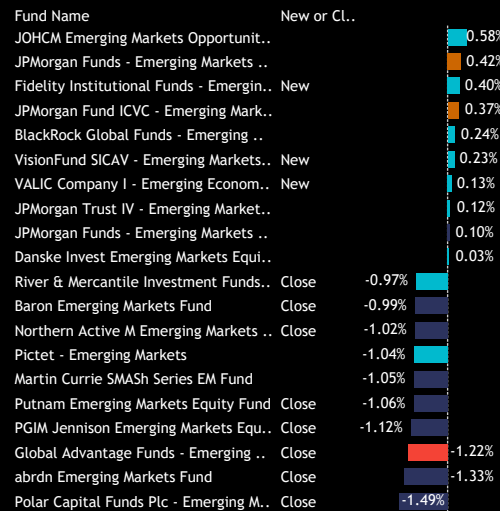 Fund Name New or Cl..
JOHCM Emerging Markets Opportunit.. 0.58%
JPMorgan Funds - Emerging Markets .. 0.42%
Fidelity Institutional Funds - Emergin.. New 0.40%
JPMorgan Fund ICVC - Emerging Mark.. 0.37%
BlackRock Global Funds - Emerging .. 0.24%
VisionFund SICAV - Emerging Markets.. New 0.23%
VALIC Company I - Emerging Econom.. New 0.13%
JPMorgan Trust IV - Emerging Market.. 0.12%
JPMorgan Funds - Emerging Markets .. 0.10%
Danske Invest Emerging Markets Equi.. 0.03%
River & Mercantile Investment Funds.. Close -0.97%
Baron Emerging Markets Fund Close -0.99%
Northern Active M Emerging Markets .. Close -1.02%
Pictet - Emerging Markets -1.04%
Martin Currie SMASh Series EM Fund -1.05%
Putnam Emerging Markets Equity Fund Close -1.06%
PGIM Jennison Emerging Markets Equ.. Close -1.12%
Global Advantage Funds - Emerging .. Close -1.22%
abrdn Emerging Markets Fund Close -1.33%
Polar Capital Funds Plc - Emerging M.. Close -1.49%